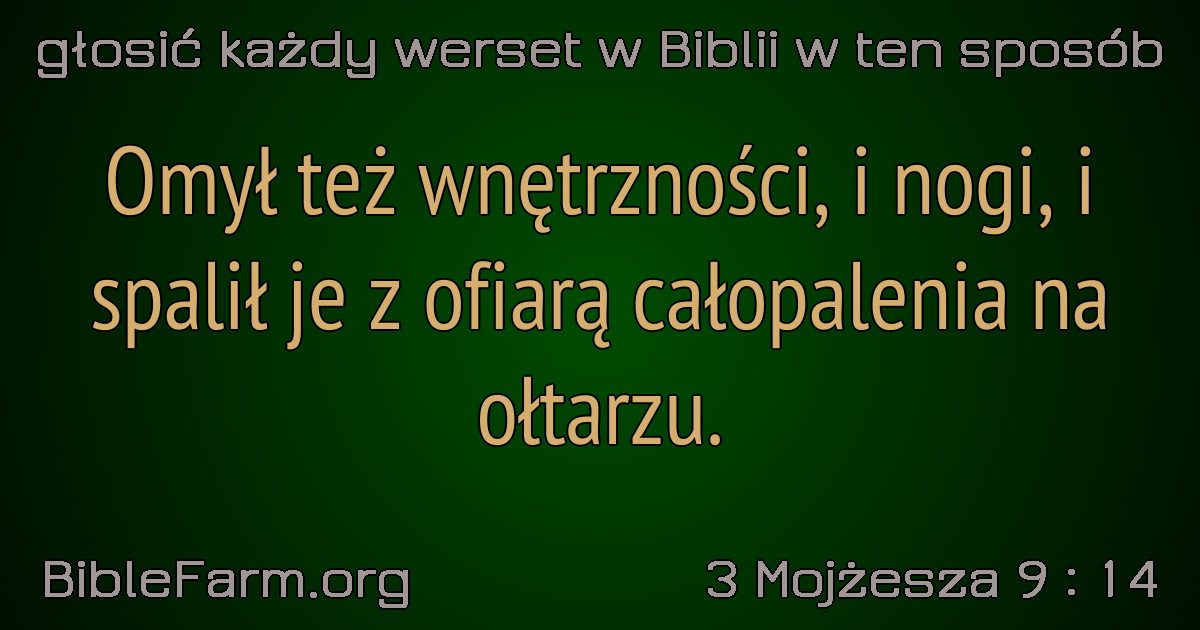 głosić każdy werset w Biblii w ten sposób
Omył też wnętrzności, i nogi, i
spalił je z ofiarą całopalenia na
ołtarzu.
BibleFarm.org
3 Mojżesza 9 : 14